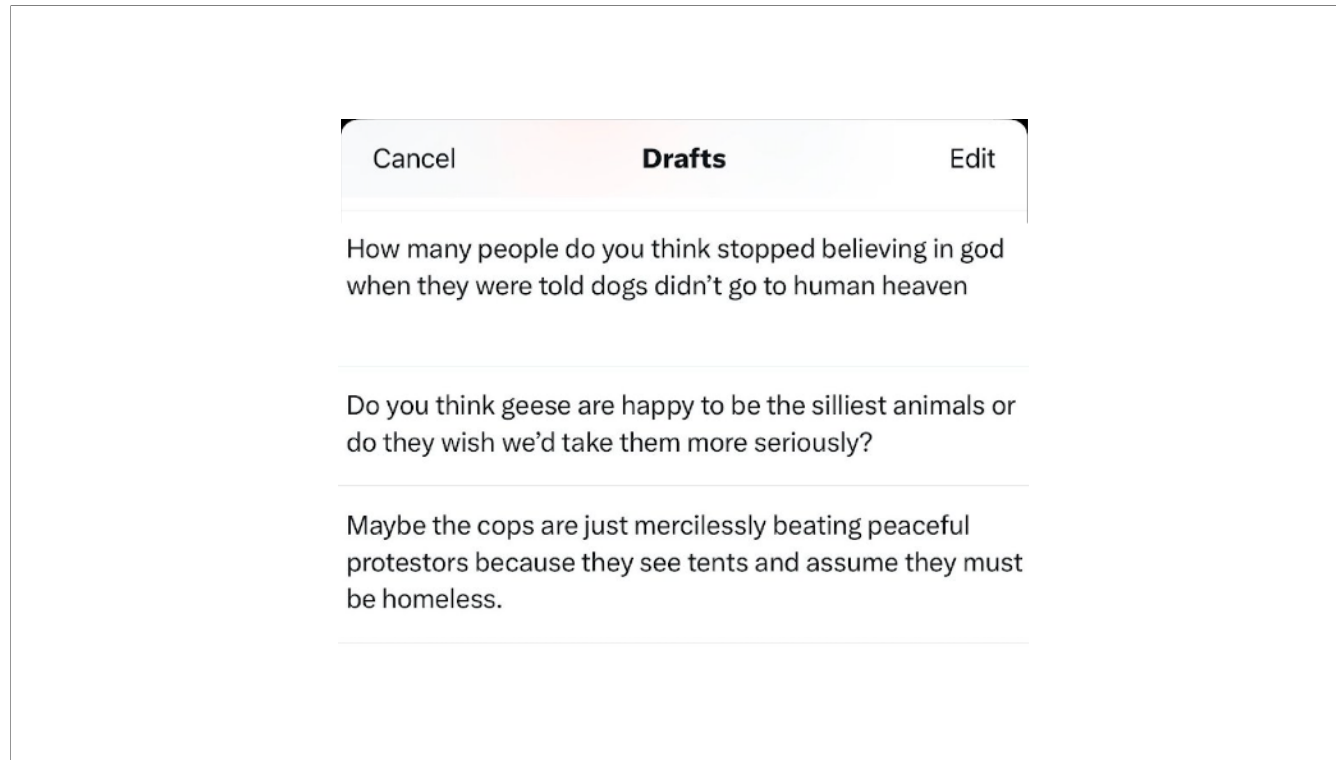 Cancel Drafts Edit
How many people do you think stopped believing in god
when they were told dogs didn’t go to human heaven
Do you think geese are happy to be the silliest animals or
do they wish we’d take them more seriously?
Maybe the cops are just mercilessly beating peaceful
protestors because they see tents and assume they must
be homeless.